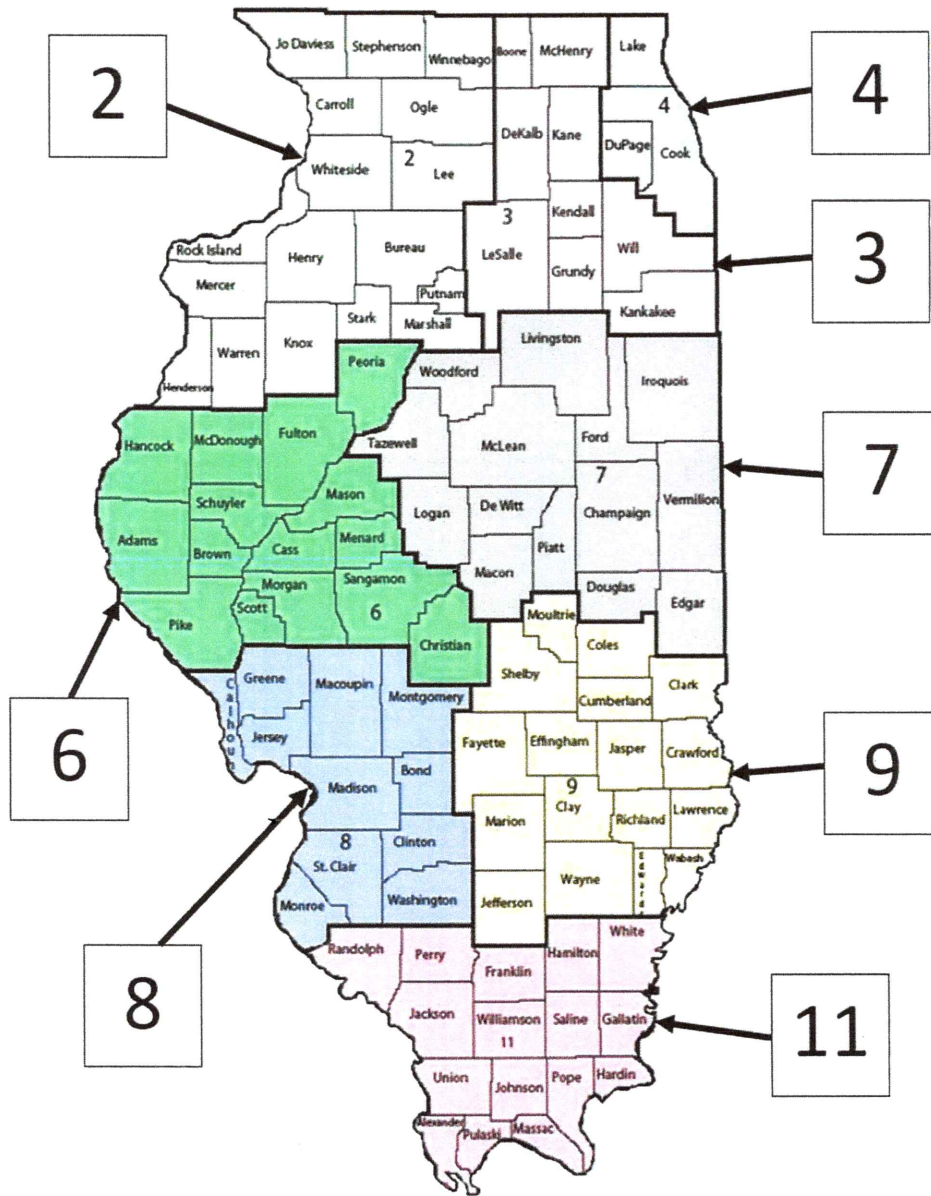 Jo Daviess
Stephenson
Winnebago
Boone
McHenry
Lake
2
4
4
Carroll
Ogle
DeKalb
Kane
DuPage
Cook
Whiteside
2
Lee
3
Kendall
Rock Island
Henry
Bureau
LeSalle
Will
3
Mercer
Putnam
Grundy
Kankakee
Stark
Marshall
Henderson
Warren
Knox
Peoria
Woodford
Livingston
Iroquois
Hancock
McDonough
Fulton
Tazewell
McLean
Ford
7
7
Mason
Vermilion
Schuyler
Logan
De Witt
Champaign
Adams
Brown
Cass
Menard
Piatt
Macon
Morgan
Sangamon
Douglas
Edgar
Pike
Scott
6
Moultrie
6
Christian
Coles
Shelby
Clark
Calhoun
Greene
Macoupin
Montgomery
Cumberland
Jersey
Fayette
Effingham
Jasper
Crawford
9
Madison
Bond
9
Clay
Richland
Lawrence
Marion
8
St. Clair
Clinton
Wayne
Edwards
Wabash
Monroe
Washington
Jefferson
8
Randolph
Perry
Franklin
Hamilton
White
Jackson
Williamson
11
Saline
Gallatin
11
Union
Johnson
Pope
Hardin
Alexander
Pulaski
Massac